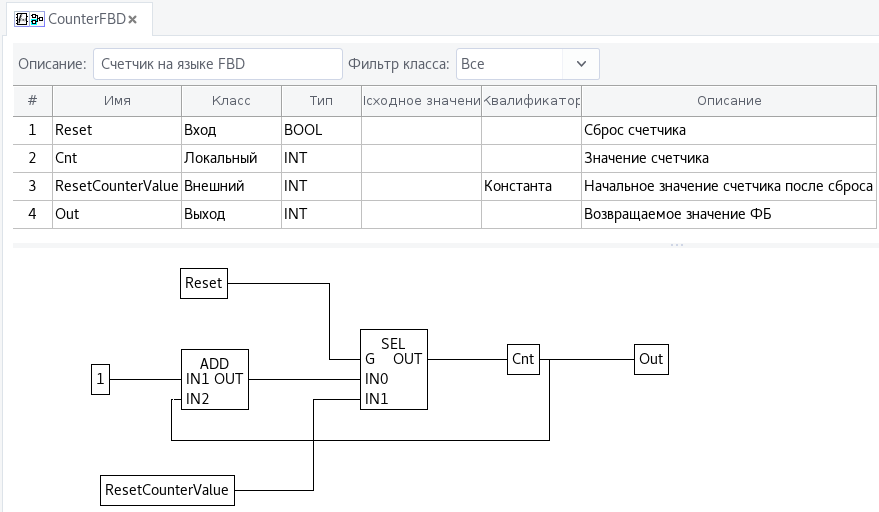 CounterFBD
Описание: Счетчик на языке FBD Фильтр класса: Все
# Имя Класс Тип Исходное значени Квалификатор Описание
1 Reset Вход BOOL Сброс счетчика
2 Cnt Локальный INT Значение счетчика
3 ResetCounterValue Внешний INT Константа Начальное значение счетчика после сброса
4 Out Выход INT Возвращаемое значение ФБ
Reset
SEL
G OUT
IN0
IN1
ADD
IN1 OUT
IN2
1
Cnt
Out
ResetCounterValue